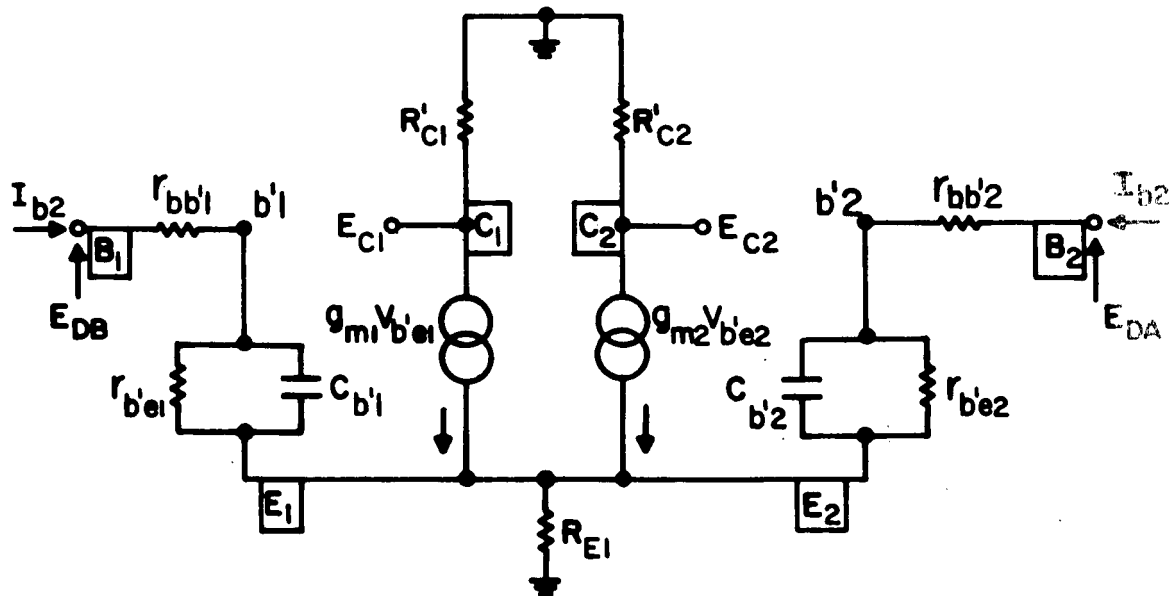 R'C1
R'C2
Ib2
rbb'1
b'1
EC1
C1
C2
EC2
b'2
rbb'2
Ib2
B1
B2
EDB
gm1Vb'e1
gm2Vb'e2
EDA
rb'e1
Cb'1
Cb'2
rb'e2
E1
E2
RE1